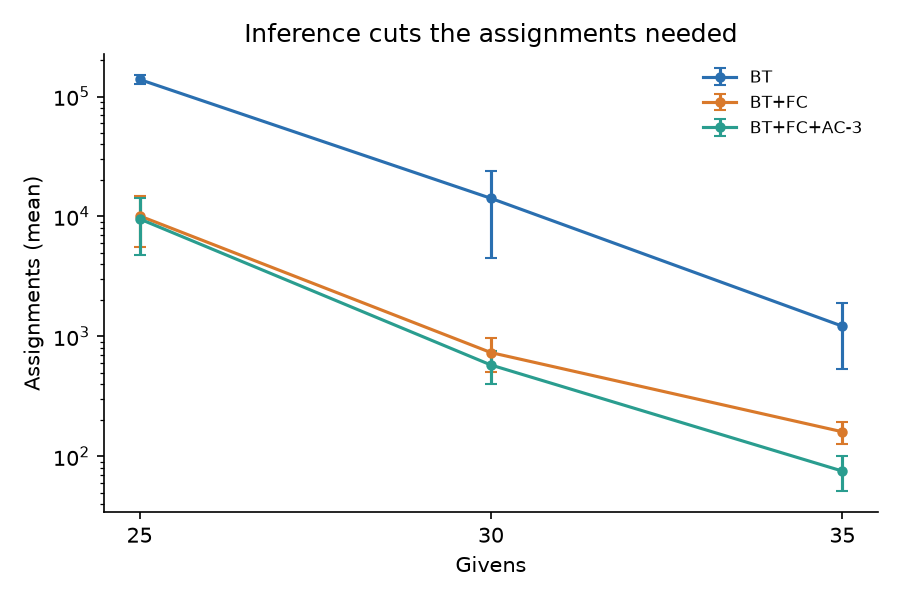 Inference cuts the assignments needed
BT
BT+FC
BT+FC+AC-3
Assignments (mean)
10^5
10^4
10^3
10^2
25
30
35
Givens